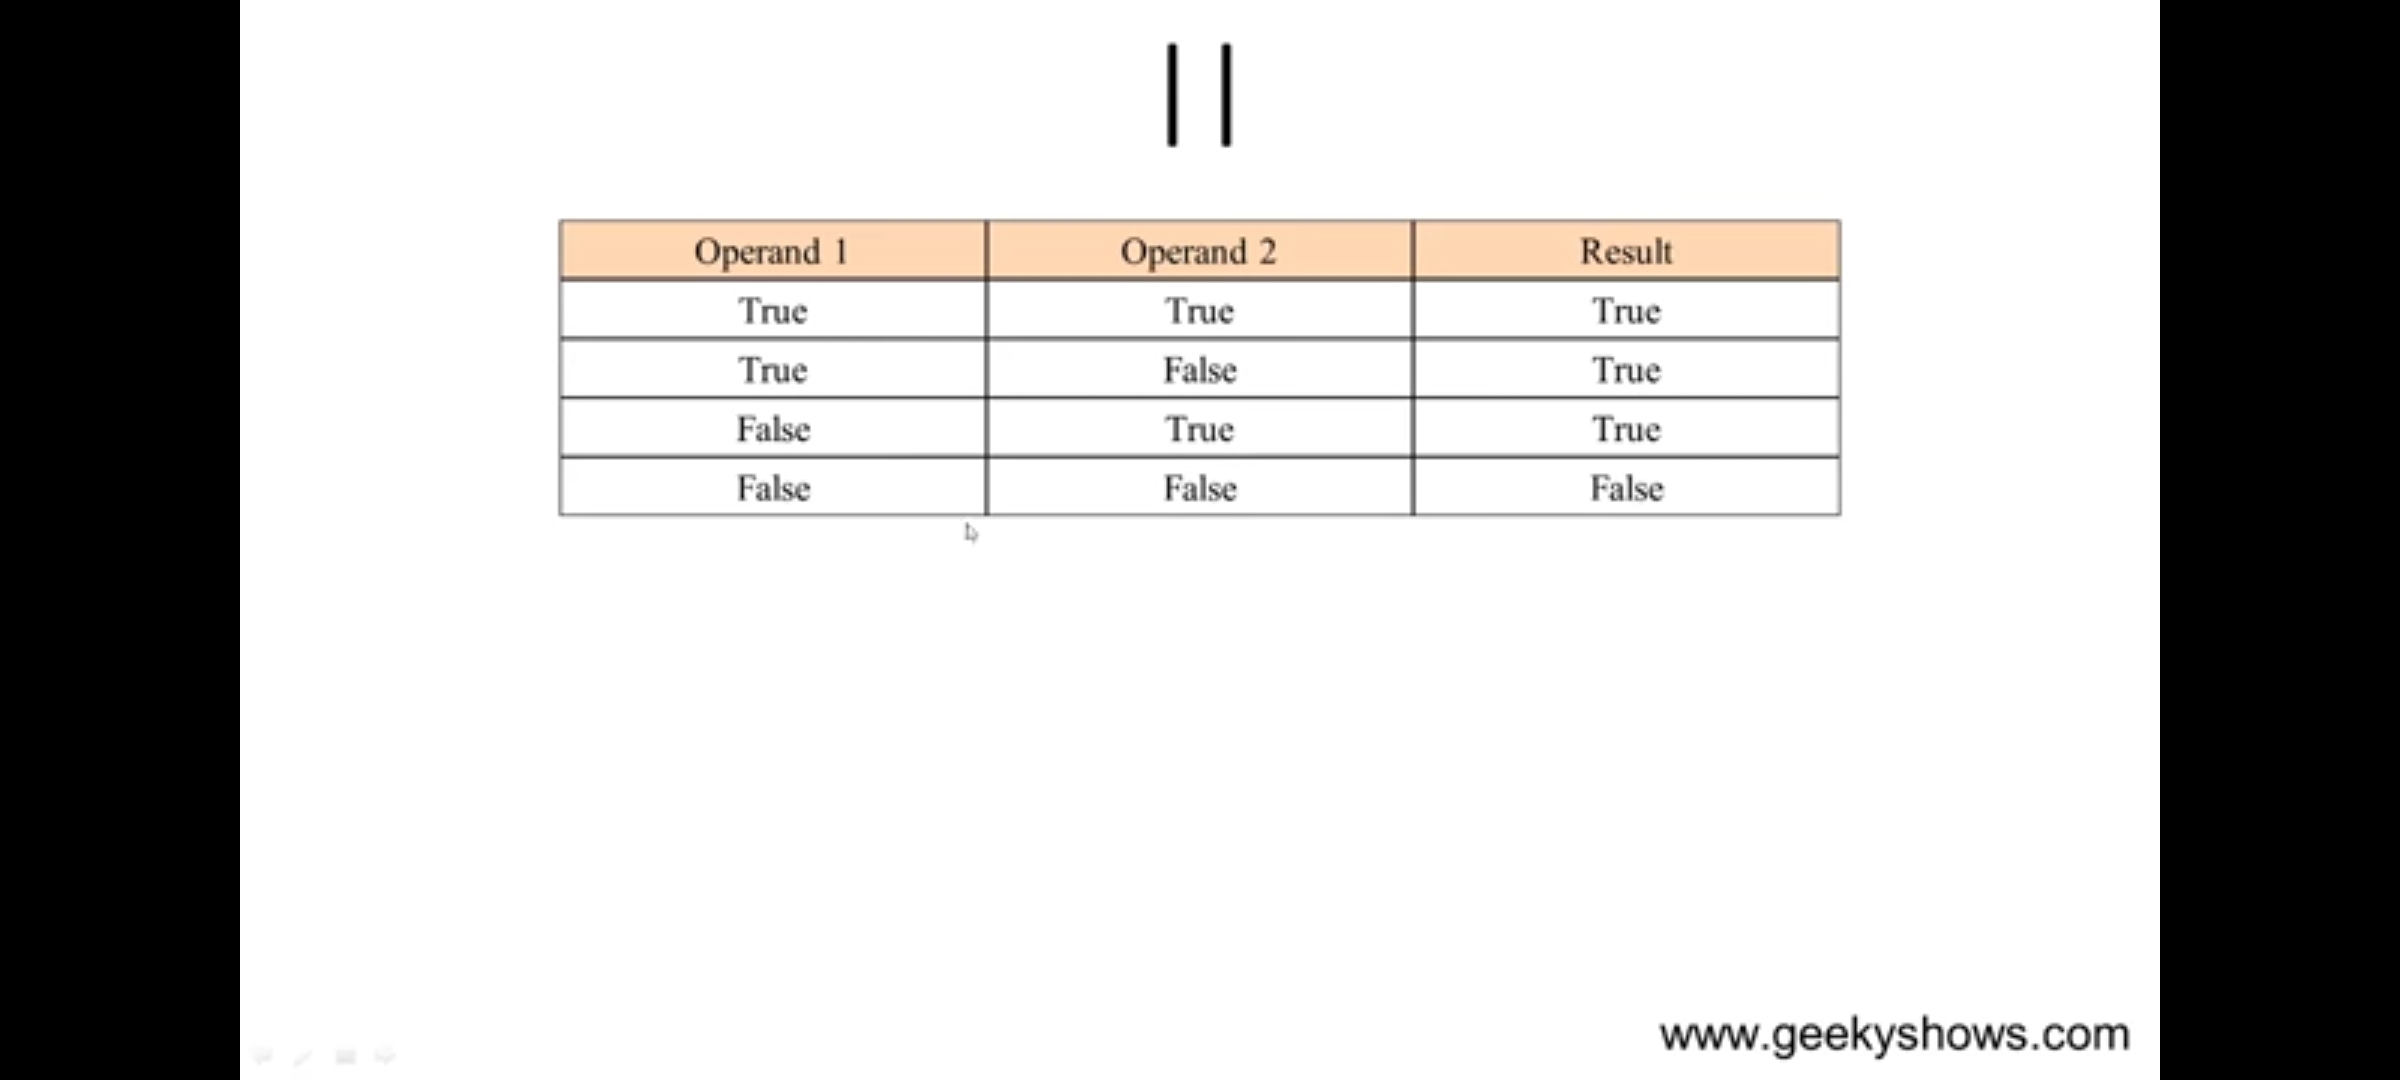 ||
Operand 1 Operand 2 Result
True True True
True False True
False True True
False False False
www.geekyshows.com